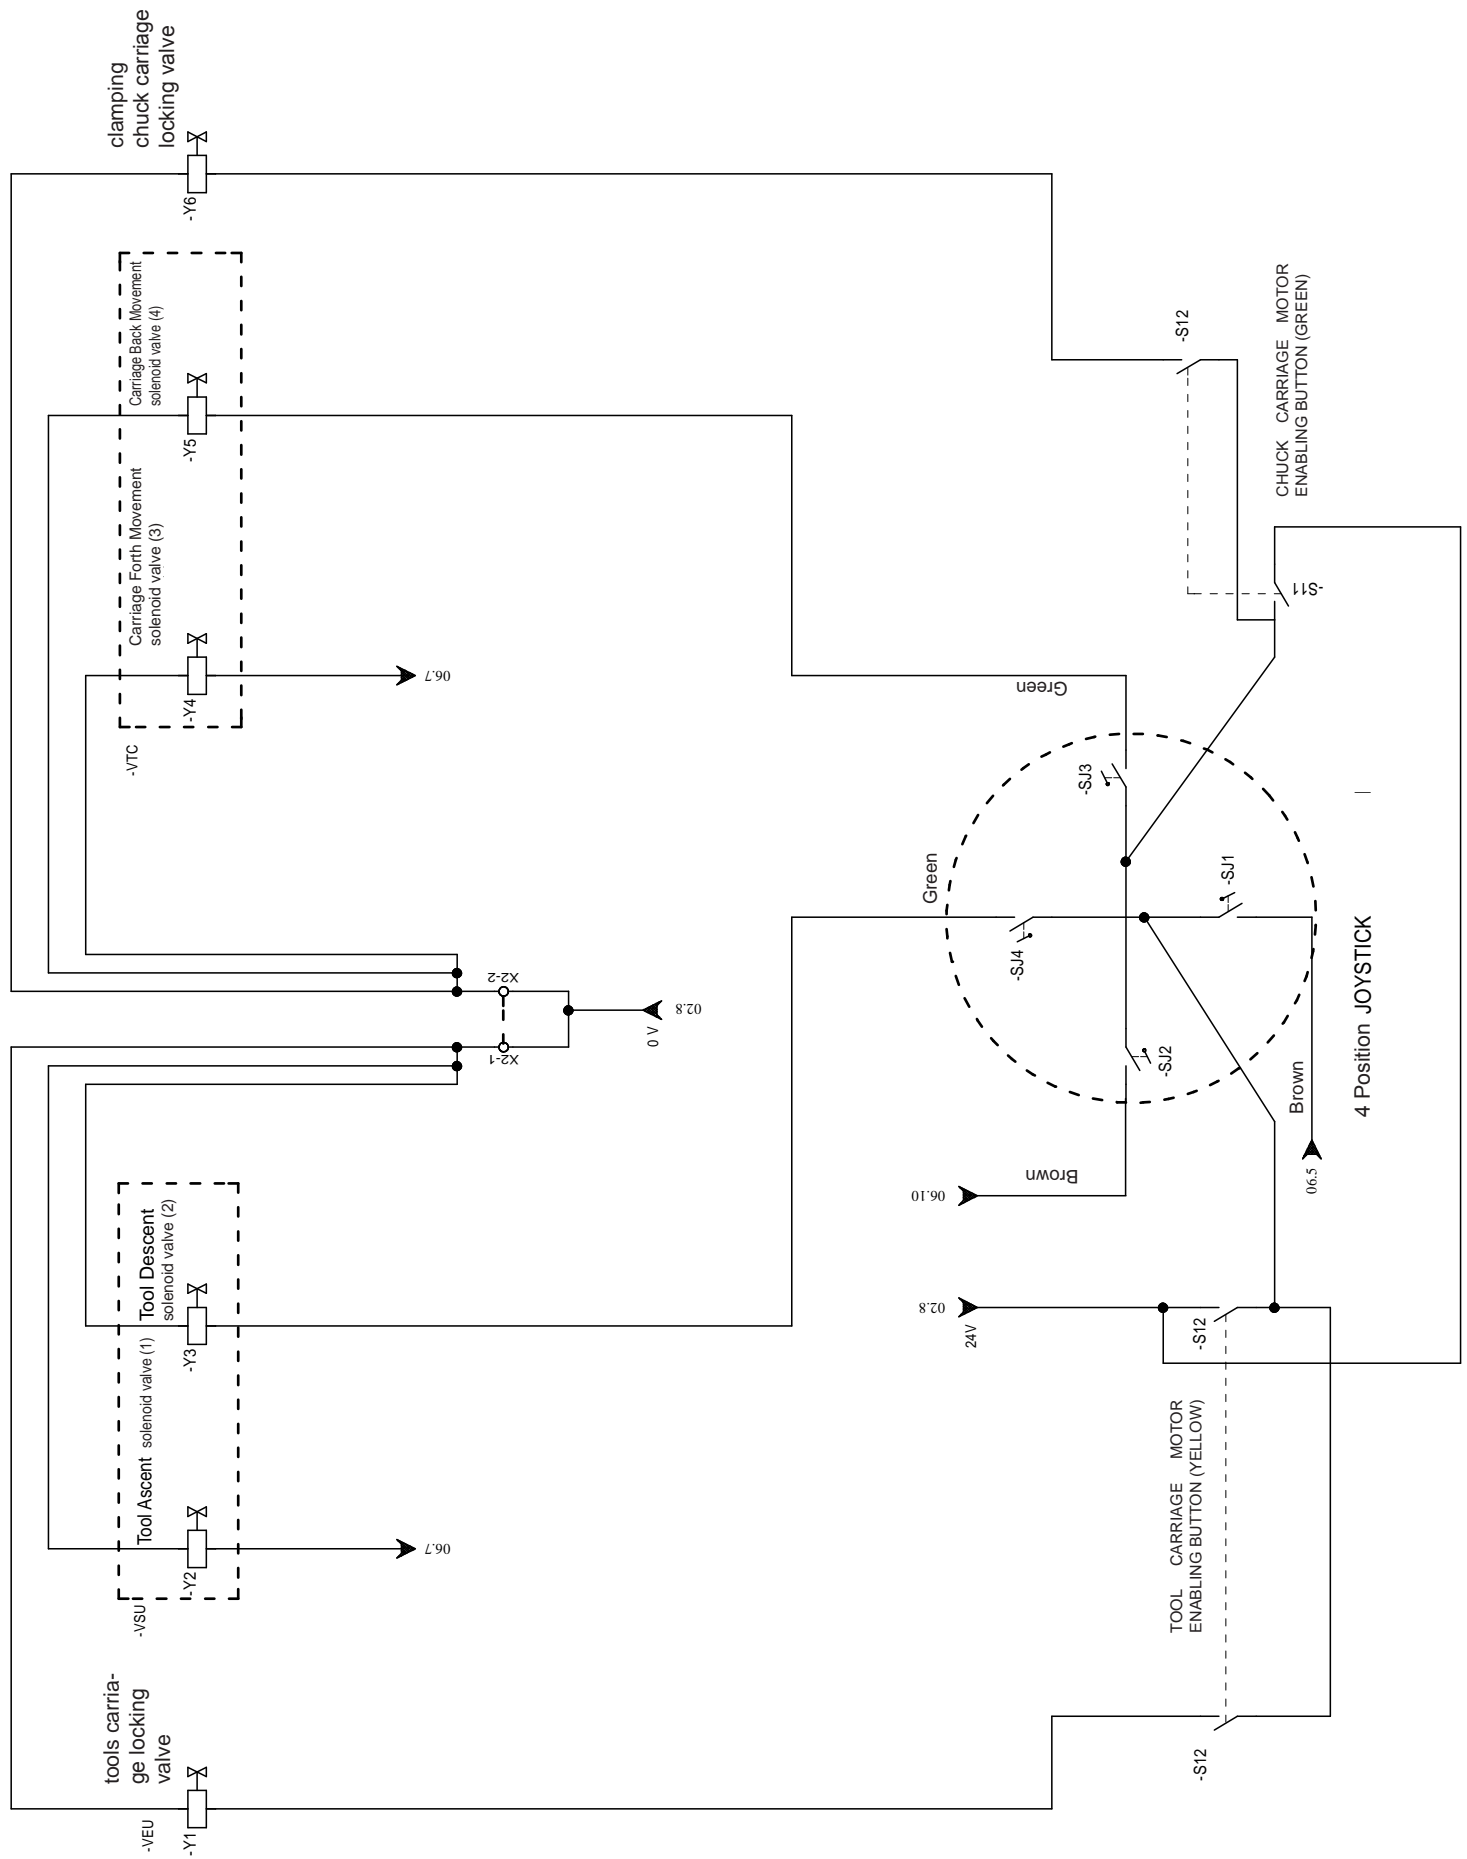 tools carria-
ge locking
valve
-VEU
-Y1
-VSU
Tool Ascent solenoid valve (1)
-Y2
Tool Descent
solenoid valve (2)
-Y3
06.7
X2-1
X2-2
0 V
02.8
-VTC
Carriage Forth Movement
solenoid valve (3)
-Y4
06.7
Carriage Back Movement
solenoid valve (4)
-Y5
clamping
chuck carriage
locking valve
-Y6
02.8
24V
06.10
Brown
Green
Green
-SJ4
-SJ3
-SJ2
-SJ1
Brown
06.5
4 Position JOYSTICK
-S12
TOOL CARRIAGE MOTOR
ENABLING BUTTON (YELLOW)
-S12
-S12
-S11
CHUCK CARRIAGE MOTOR
ENABLING BUTTON (GREEN)